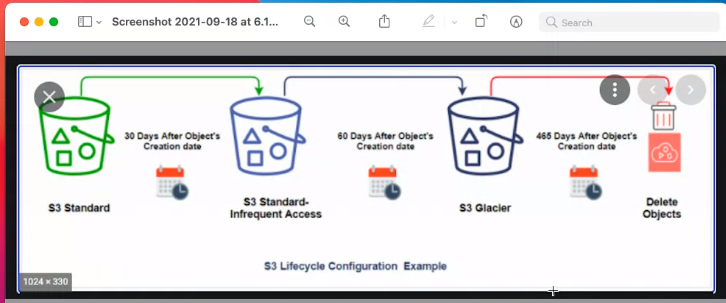 Screenshot 2021-09-18 at 6.1...
Search
30 Days After Object's
Creation date
60 Days After Object's
Creation date
465 Days After Object's
Creation date
S3 Standard
S3 Standard-
Infrequent Access
S3 Glacier
Delete
Objects
S3 Lifecycle Configuration Example
1024 × 330